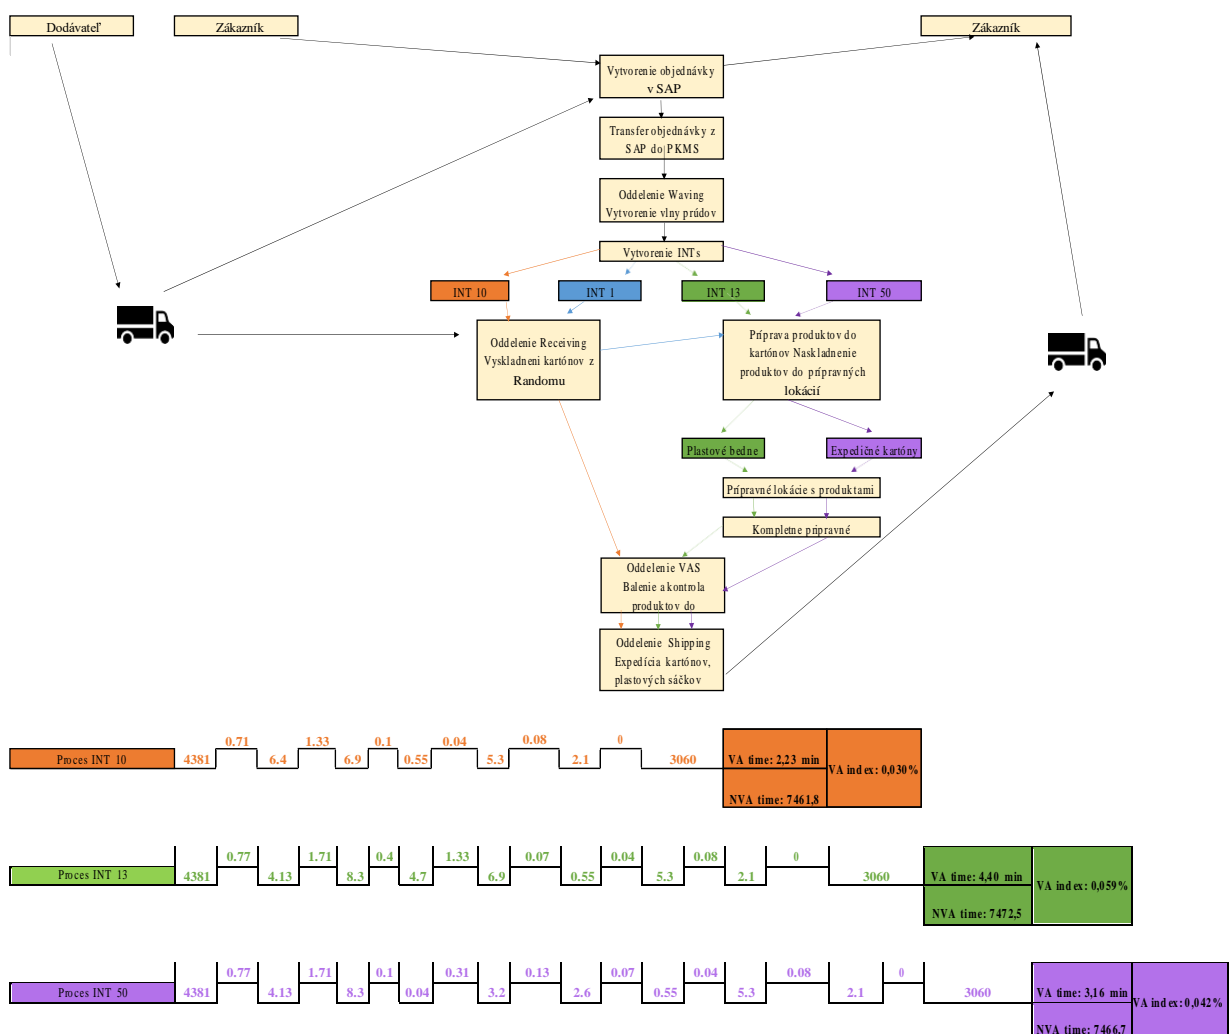 Dodávateľ
Zákazník
Zákazník
Vytvorenie objednávky
v SAP
Transfer objednávky z
SAP do PKMS
Oddelenie Waving
Vytvorenie vlny prúdov
Vytvorenie INTs
INT 10
INT 1
INT 13
INT 50
Oddelenie Receiving
Vyskladneni kartónov z
Randomu
Príprava produktov do
kartónov Naskladnenie
produktov do prípravných
lokácií
Plastové bedne
Expedičné kartóny
Prípravné lokácie s produktami
Kompletne pripravné
Oddelenie VAS
Balenie a kontrola
produktov do
Oddelenie Shipping
Expedícia kartónov,
plastových sáčkov
0.71 1.33 0.1 0.04 0.08 0
Proces INT 10 4381 6.4 6.9 0.55 5.3 2.1 3060
VA time: 2,23 min
VA index: 0,030%
NVA time: 7461,8
0.77 1.71 0.4 1.33 0.07 0.04 0.08 0
Proces INT 13 4381 4.13 8.3 4.7 6.9 0.55 5.3 2.1 3060
VA time: 4,40 min
VA index: 0,059%
NVA time: 7472,5
0.77 1.71 0.1 0.31 0.13 0.07 0.04 0.08 0
Proces INT 50 4381 4.13 8.3 0.04 3.2 2.6 0.55 5.3 2.1 3060
VA time: 3,16 min
VA index: 0,042%
NVA time: 7466,7